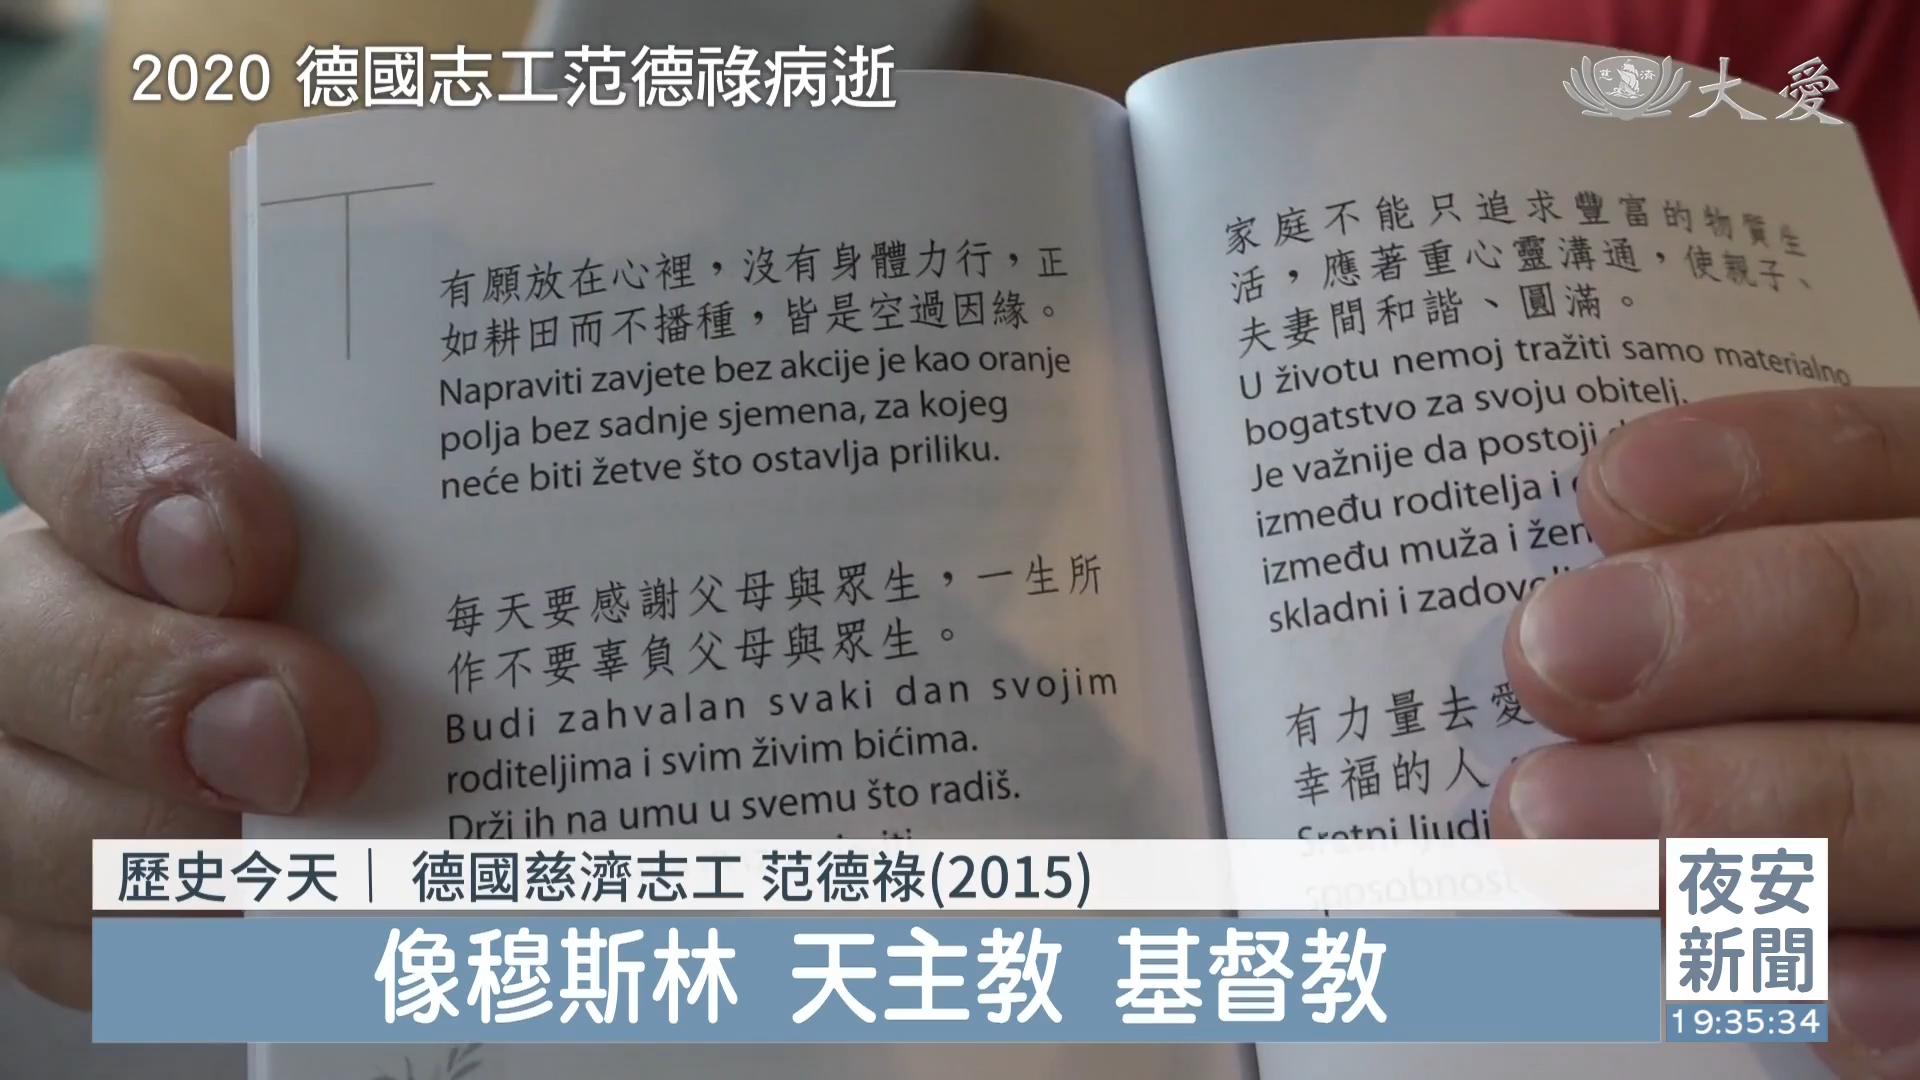 2020 德國志工范德祿病逝
慈濟
大愛
有願放在心裡，沒有身體力行，正
如耕田而不播種，皆是空過因緣。
Napraviti zavjete bez akcije je kao oranje
polja bez sadnje sjemena, za kojeg
neće biti žetve što ostavlja priliku.
每天要感謝父母與眾生，一生所
作不要辜負父母與眾生。
Budi zahvalan svaki dan svojim
roditeljima i svim živim bićima.
Drži ih na umu u svemu što radiš.
家庭不能只追求豐富的物質生
活，應著重心靈溝通，使親子、
夫妻間和諧、圓滿。
U životu nemoj tražiti samo materialno
bogatstvo za svoju obitelj.
Je važnije da postoji
između roditelja i
između muža i žen
skladni i zadov
有力量去愛
幸福的人
Sretni ljudi
sposobnost
歷史今天｜ 德國慈濟志工 范德祿(2015)
像穆斯林 天主教 基督教
夜安
新聞
19:35:34